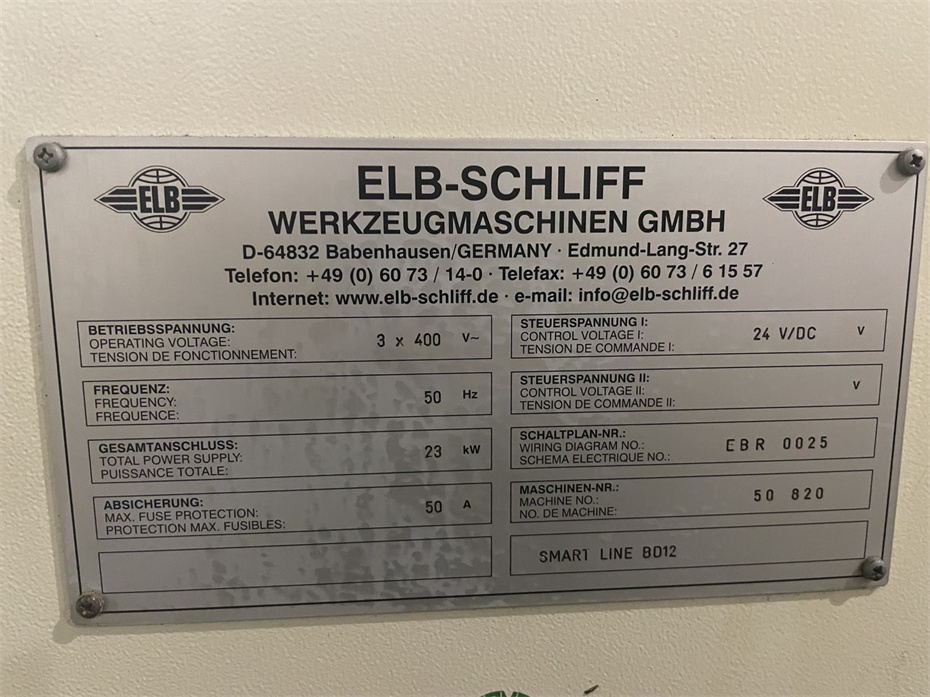 ELB
ELB
ELB-SCHLIFF
WERKZEUGMASCHINEN GMBH
D-64832 Babenhausen/GERMANY · Edmund-Lang-Str. 27
Telefon: +49 (0) 60 73 / 14-0 · Telefax: +49 (0) 60 73 / 6 15 57
Internet: www.elb-schliff.de · e-mail: info@elb-schliff.de
BETRIEBSSPANNUNG:
OPERATING VOLTAGE: 3 x 400 V~
TENSION DE FONCTIONNEMENT:
FREQUENZ:
FREQUENCY: 50 Hz
FREQUENCE:
GESAMTANSCHLUSS:
TOTAL POWER SUPPLY: 23 kW
PUISSANCE TOTALE:
ABSICHERUNG:
MAX. FUSE PROTECTION: 50 A
PROTECTION MAX. FUSIBLES:
STEUERSPANNUNG I:
CONTROL VOLTAGE I: 24 V/DC V
TENSION DE COMMANDE I:
STEUERSPANNUNG II:
CONTROL VOLTAGE II: V
TENSION DE COMMANDE II:
SCHALTPLAN-NR.:
WIRING DIAGRAM NO.: EBR 0025
SCHEMA ELECTRIQUE NO.:
MASCHINEN-NR.:
MACHINE NO.: 50 820
NO. DE MACHINE:
SMART LINE BD12